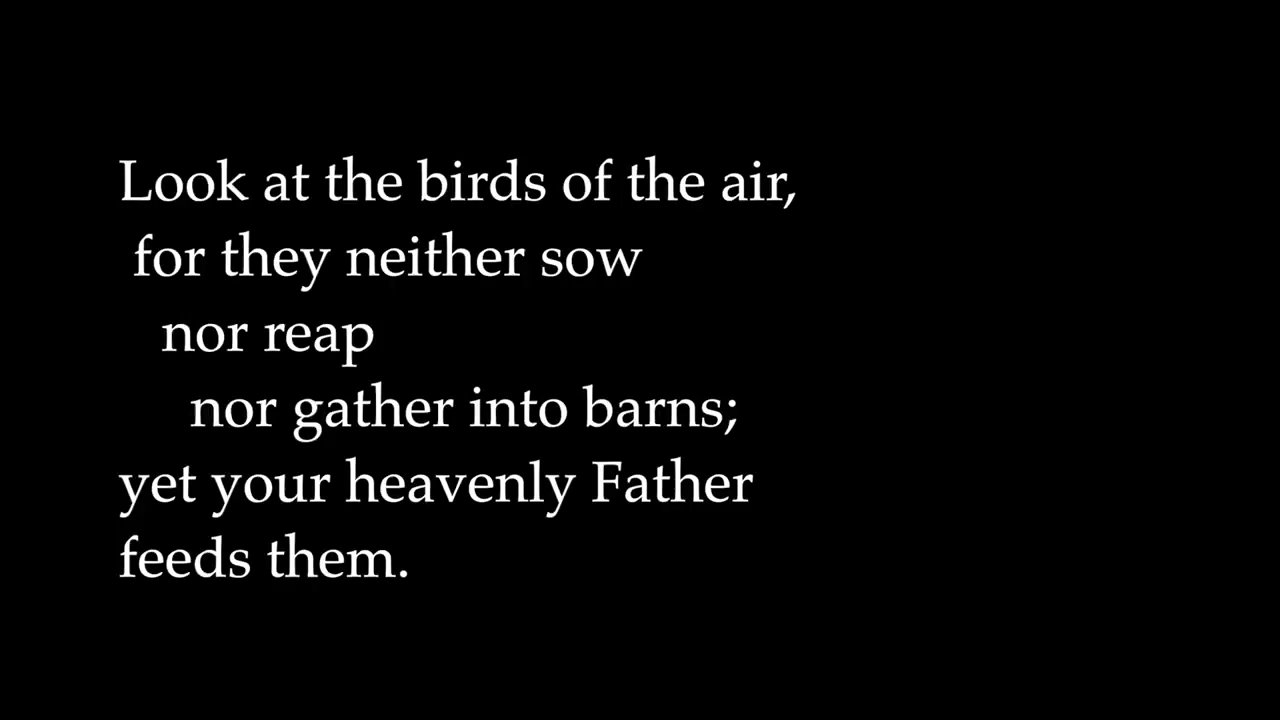 Look at the birds of the air,
for they neither sow
nor reap
nor gather into barns;
yet your heavenly Father
feeds them.